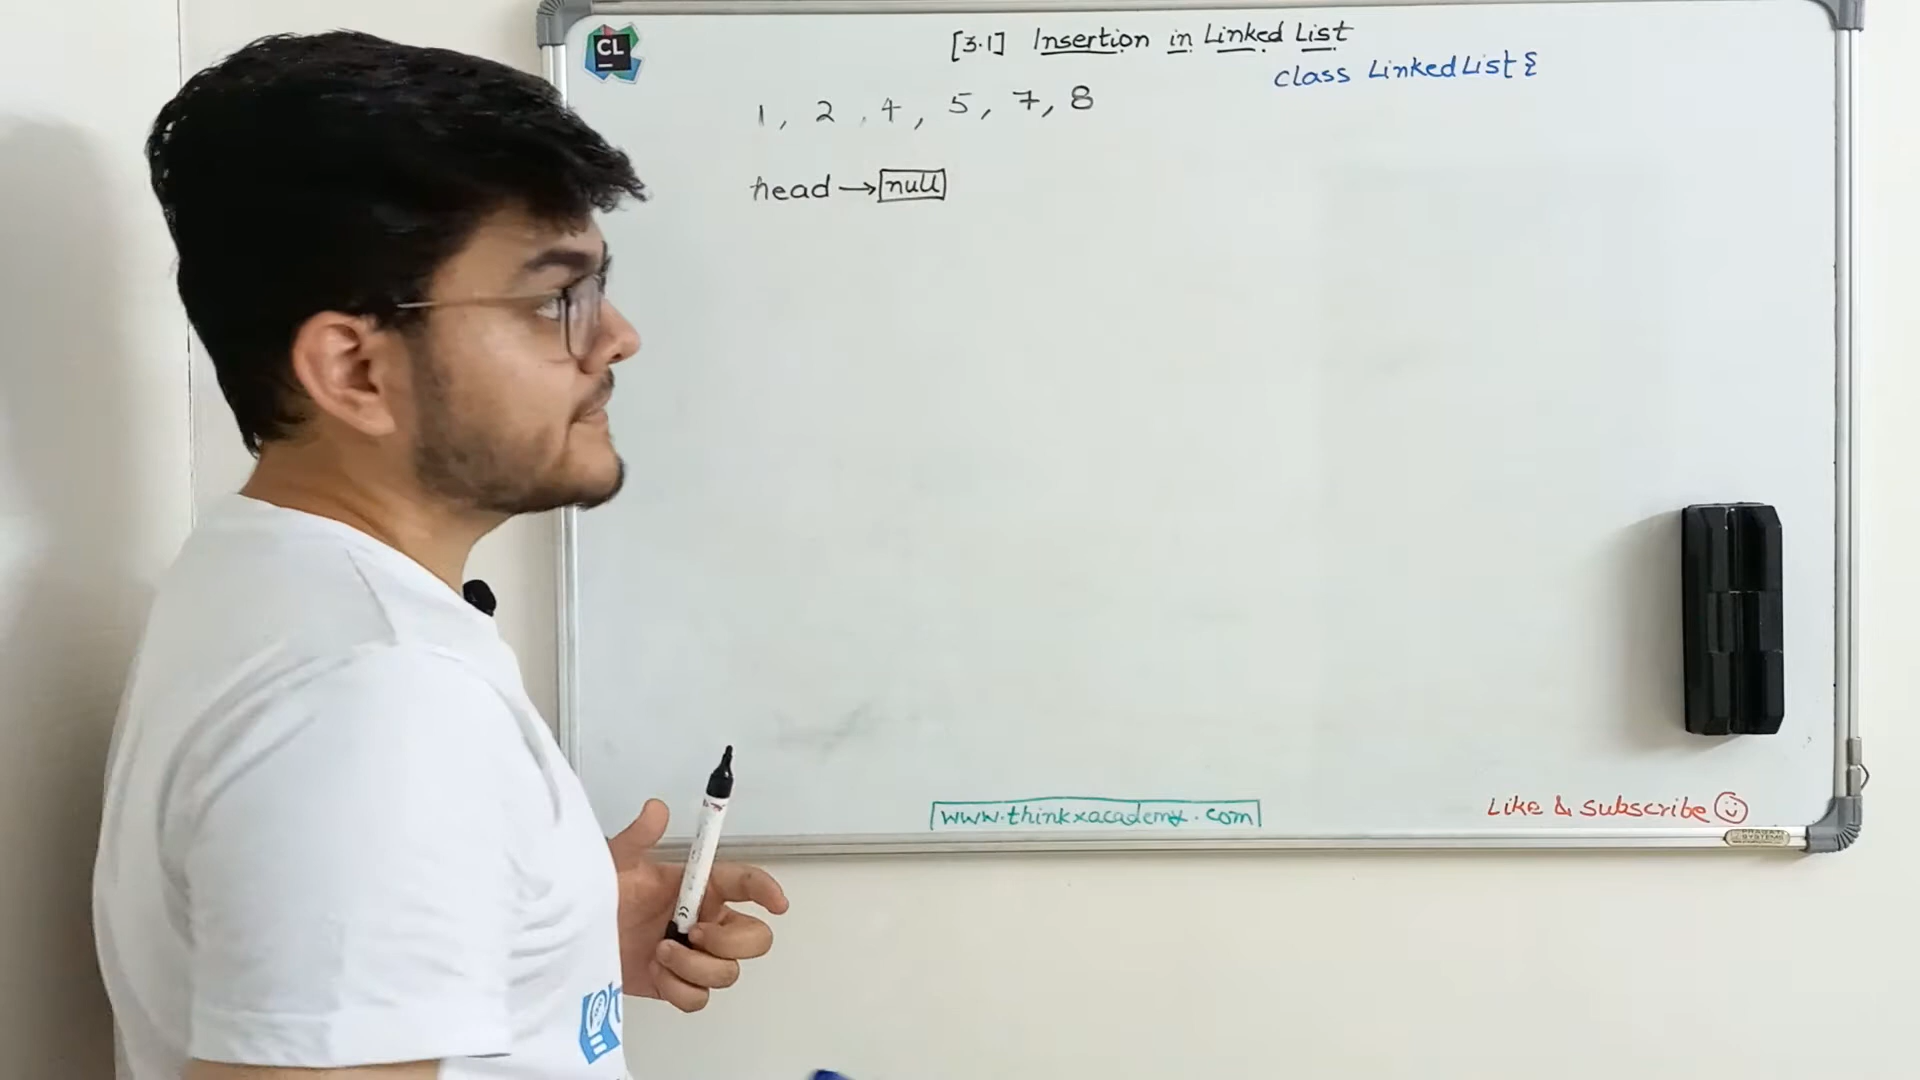 CL
[3.1] Insertion in Linked List
class LinkedList {
1, 2, 4, 5, 7, 8
head → null
www.thinkxacademy.com
Like & Subscribe